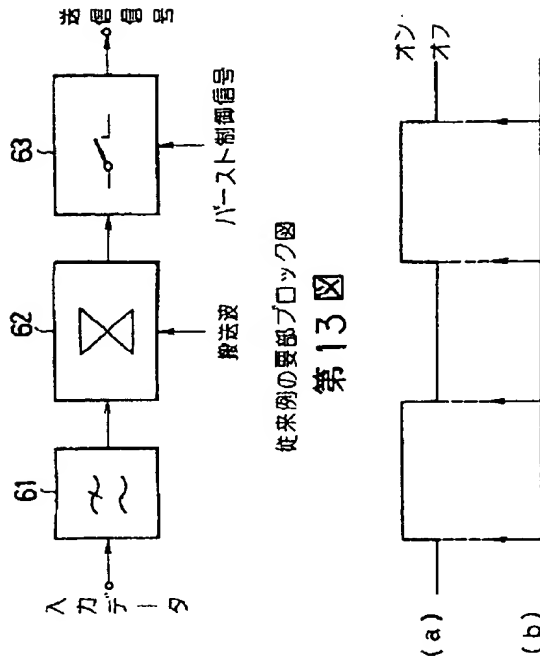 61
62
63
入力データ
搬送波
バースト制御信号
送信信号
従来例の要部ブロック図
第13図
(a)
オン
オフ
(b)